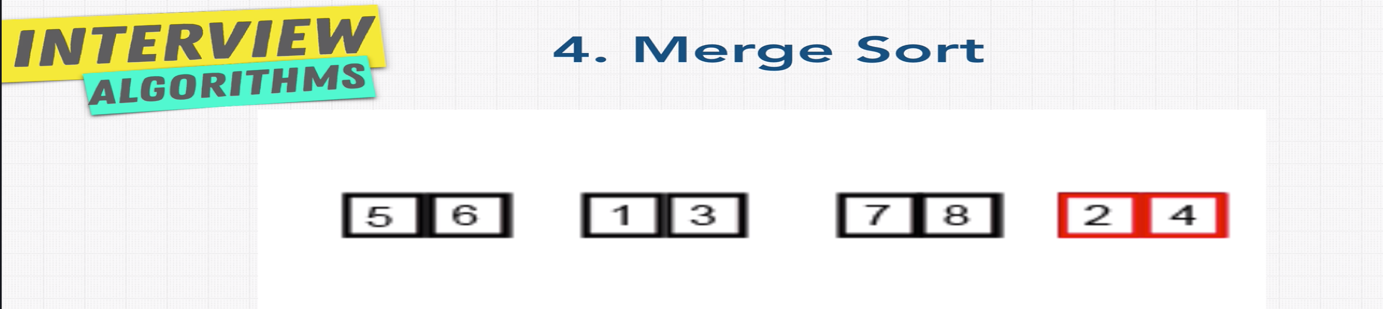 INTERVIEW
ALGORITHMS
4. Merge Sort
5 6 1 3 7 8 2 4